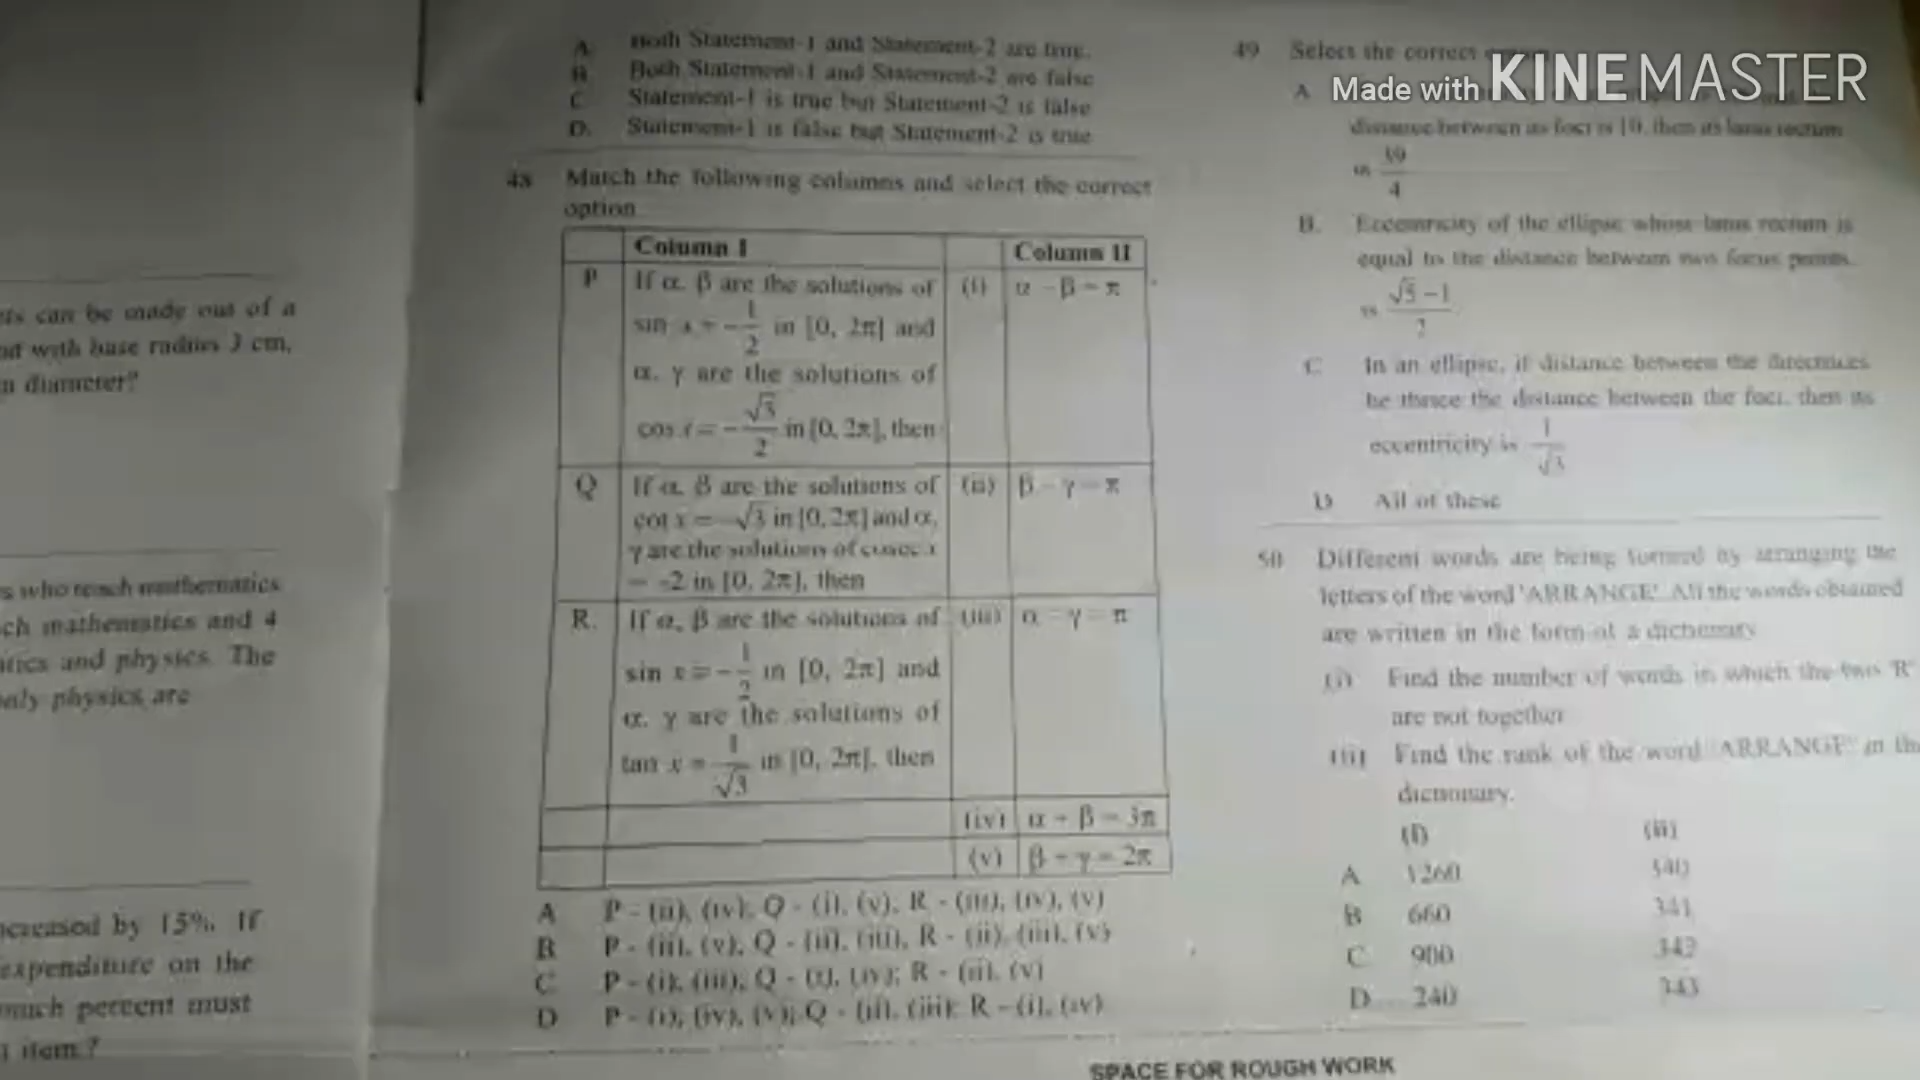 ets can be made out of a
with base radius 3 cm,
diameter?
s who teach mathematics
ch mathematics and 4
atics and physics. The
only physics are
increased by 15%. If
expenditure on the
much percent must
item?
A. Both Statement-1 and Statement-2 are true.
B. Both Statement-1 and Statement-2 are false
C. Statement-1 is true but Statement-2 is false
D. Statement-1 is false but Statement-2 is true
48 Match the following columns and select the correct
option
Column I Column II
P If α, β are the solutions of (i) α - β = π
sin x = -1/2 in [0, 2π] and
α, γ are the solutions of
cos x = -√3/2 in [0, 2π], then
Q If α, β are the solutions of (ii) β - γ = π
cot x = -√3 in [0, 2π] and α,
γ are the solutions of cosec x
= -2 in [0, 2π], then
R. If α, β are the solutions of (iii) α - γ = π
sin x = -1/2 in [0, 2π] and
α, γ are the solutions of
tan x = 1/√3 in [0, 2π], then
(iv) α + β = 3π
(v) β + γ = 2π
A P - (ii), (iv); Q - (i), (v), R - (iii), (iv), (v)
B P - (ii), (v); Q - (ii), (iii), R - (ii), (iii), (v)
C P - (i), (iii), Q - (i), (iv); R - (ii), (v)
D P - (i), (iv), (v); Q - (ii), (iii); R - (i), (iv)
49 Select the correct
A.
distance between its foci is 10, then its latus rectum
is 39/4
B. Eccentricity of the ellipse whose latus rectum is
equal to the distance between two focus points,
is √5 - 1/2
C In an ellipse, if distance between the directrices
be thrice the distance between the foci, then its
eccentricity is 1/√3
D All of these
50 Different words are being formed by arranging the
letters of the word 'ARRANGE'. All the words obtained
are written in the form of a dictionary
(i) Find the number of words in which the two 'R'
are not together
(ii) Find the rank of the word 'ARRANGE' in the
dictionary.
(i) (ii)
A 1260 340
B 660 341
C 900 342
D 240 343
SPACE FOR ROUGH WORK
Made with KINEMASTER